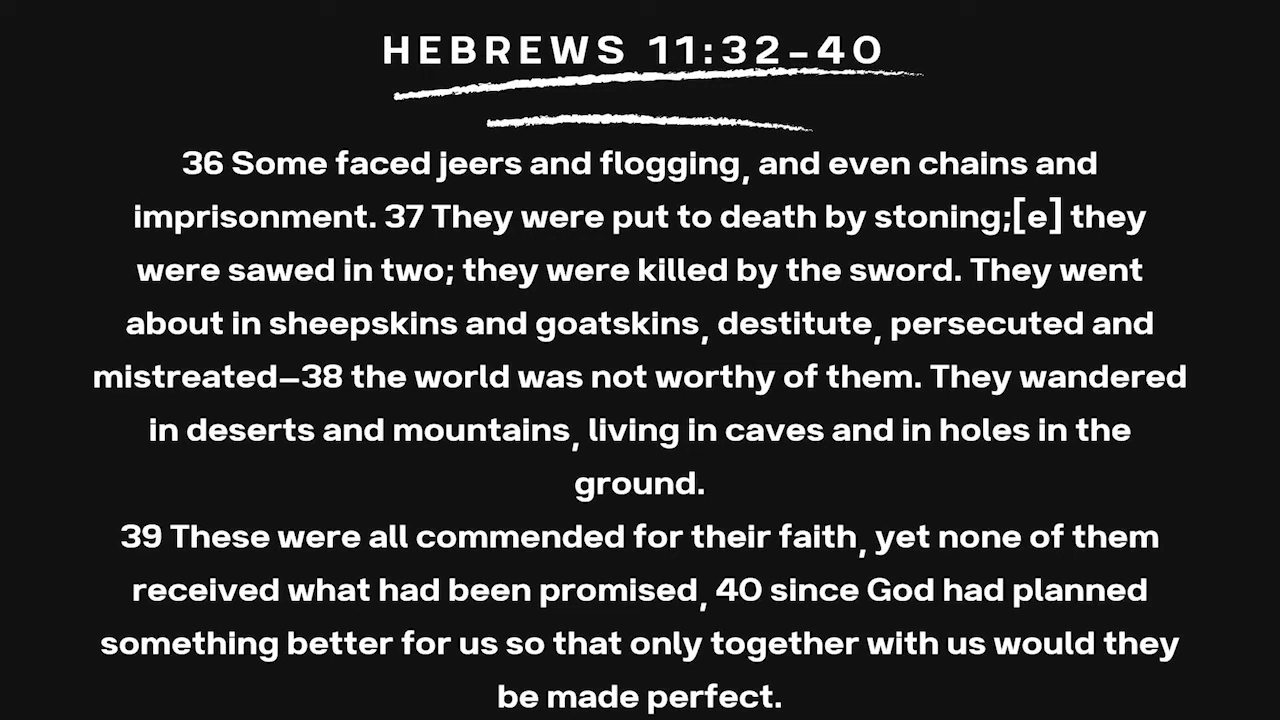 HEBREWS 11:32-40
36 Some faced jeers and flogging, and even chains and
imprisonment. 37 They were put to death by stoning;[e] they
were sawed in two; they were killed by the sword. They went
about in sheepskins and goatskins, destitute, persecuted and
mistreated—38 the world was not worthy of them. They wandered
in deserts and mountains, living in caves and in holes in the
ground.
39 These were all commended for their faith, yet none of them
received what had been promised, 40 since God had planned
something better for us so that only together with us would they
be made perfect.